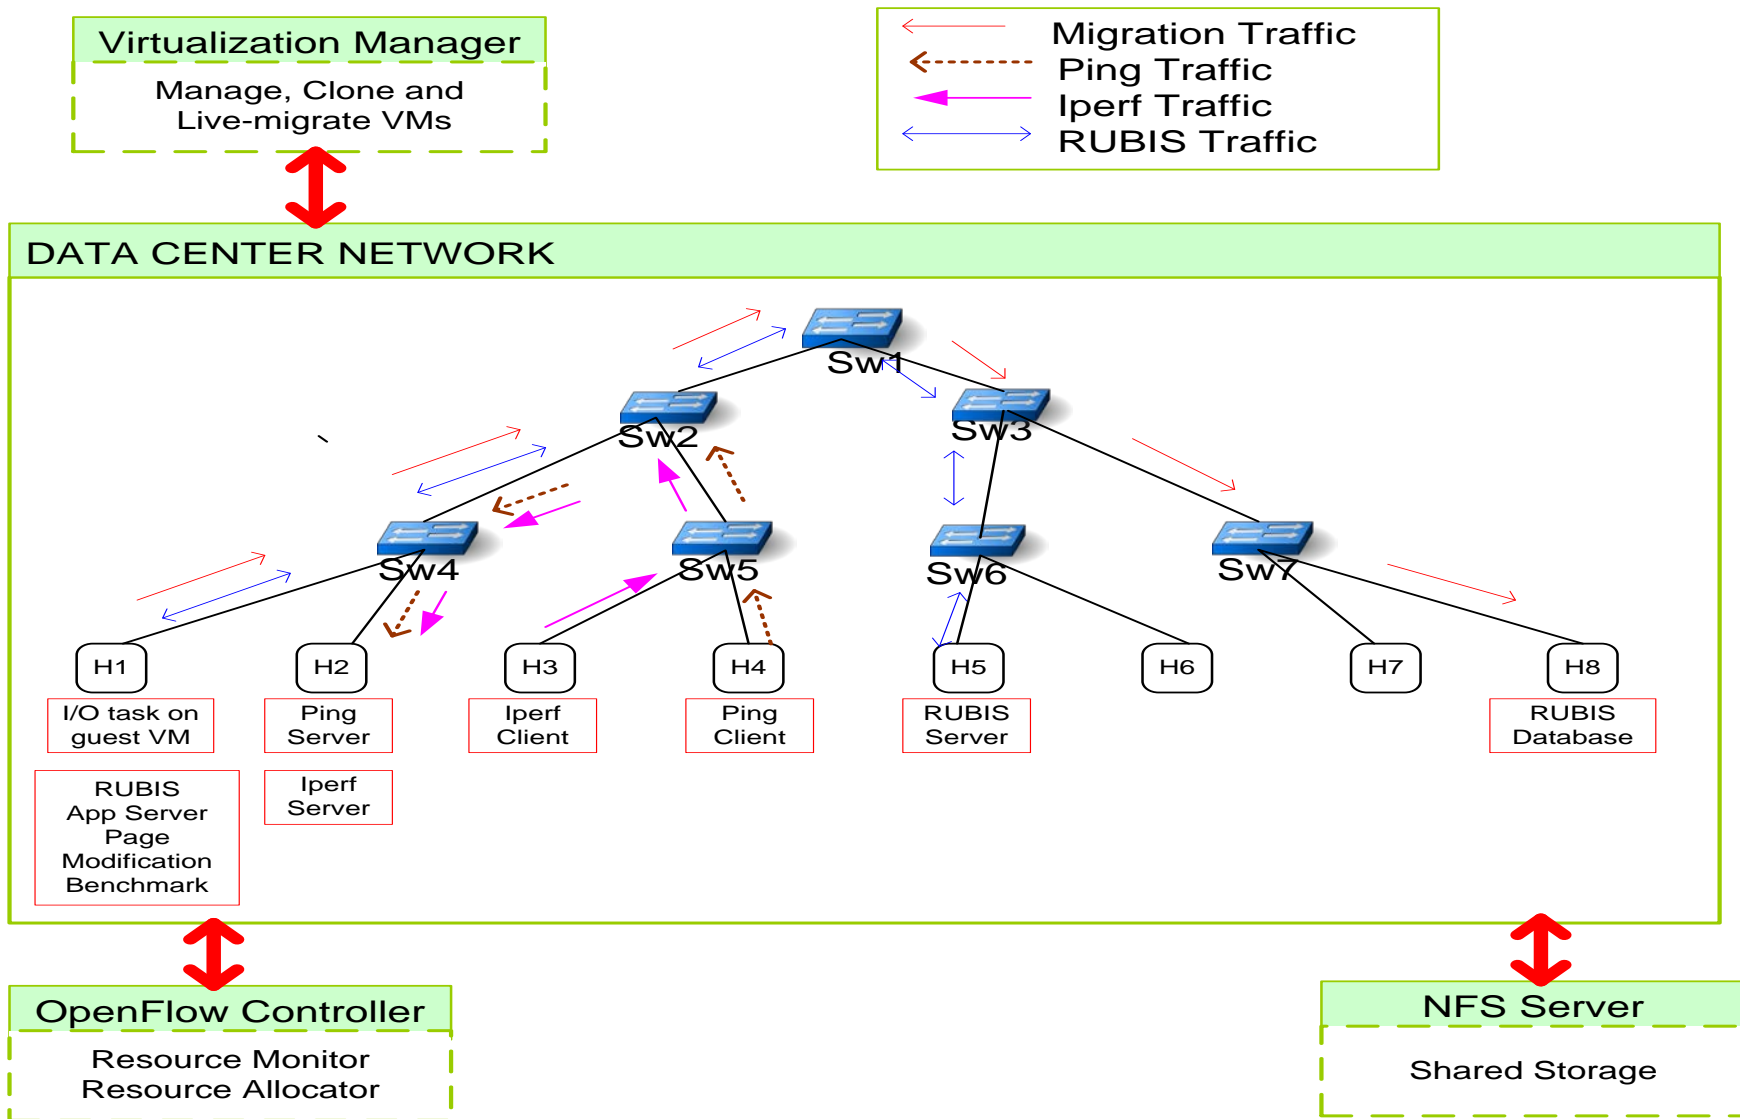 Virtualization Manager
Manage, Clone and
Live-migrate VMs
Migration Traffic
Ping Traffic
Iperf Traffic
RUBIS Traffic
DATA CENTER NETWORK
Sw1
Sw2
Sw3
Sw4
Sw5
Sw6
Sw7
H1
H2
H3
H4
H5
H6
H7
H8
I/O task on
guest VM
Ping
Server
Iperf
Client
Ping
Client
RUBIS
Server
RUBIS
Database
RUBIS
App Server
Page
Modification
Benchmark
Iperf
Server
OpenFlow Controller
Resource Monitor
Resource Allocator
NFS Server
Shared Storage